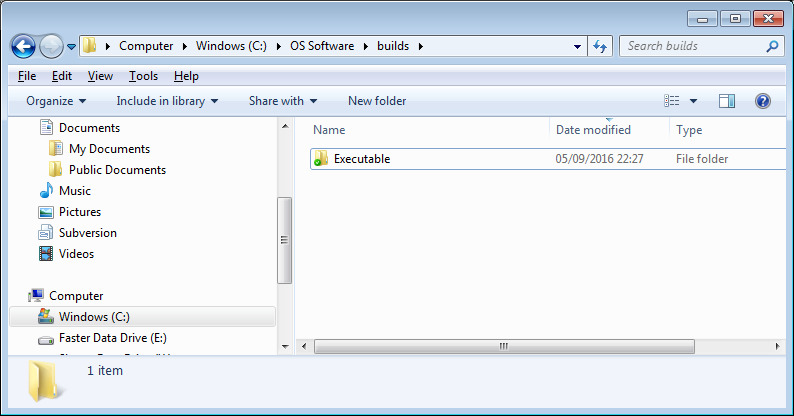 Computer Windows (C:) OS Software builds Search builds
File Edit View Tools Help
Organize Include in library Share with New folder
Documents
My Documents
Public Documents
Music
Pictures
Subversion
Videos
Computer
Windows (C:)
Faster Data Drive (E:)
Name Date modified Type
Executable 05/09/2016 22:27 File folder
1 item